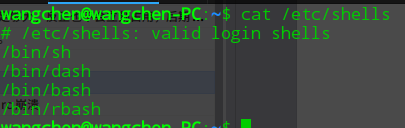 wangchen@wangchen-PC:~$ cat /etc/shells
# /etc/shells: valid login shells
/bin/sh
/bin/dash
/bin/bash
/bin/rbash
wangchen@wangchen-PC:~$